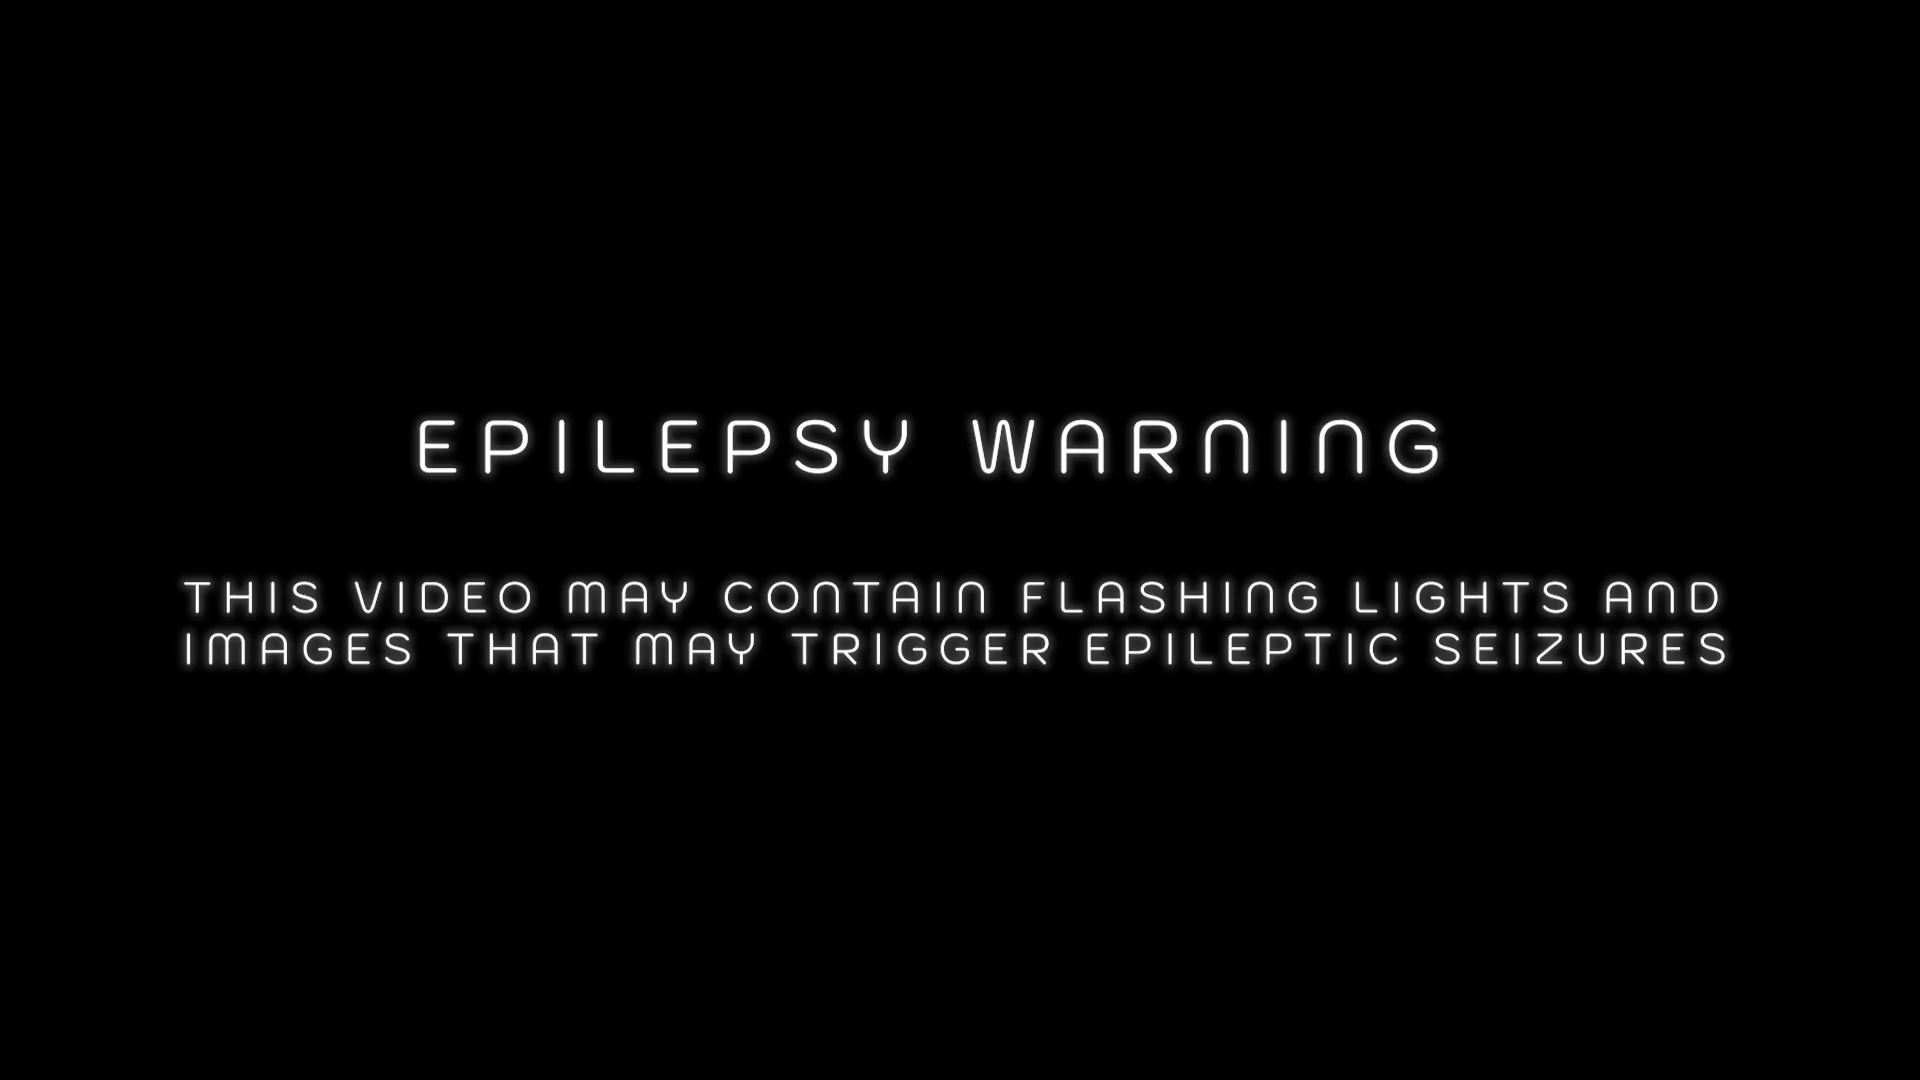 EPILEPSY WARNING
THIS VIDEO MAY CONTAIN FLASHING LIGHTS AND
IMAGES THAT MAY TRIGGER EPILEPTIC SEIZURES